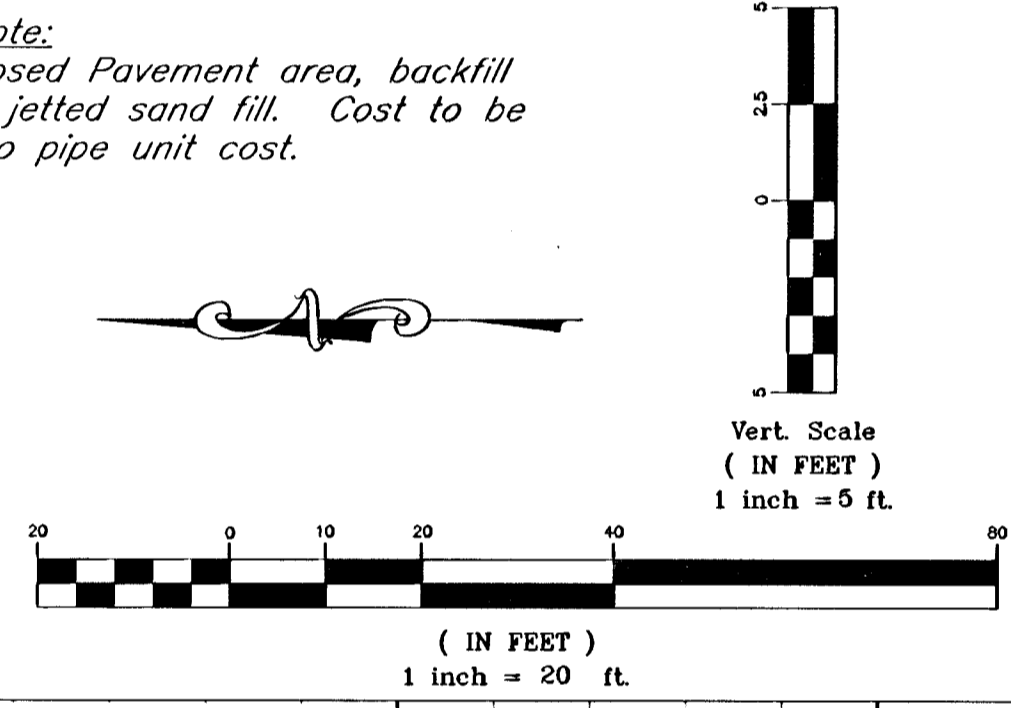 ote:
osed Pavement area, backfill
jetted sand fill. Cost to be
o pipe unit cost.
5
2.5
0
5
Vert. Scale
( IN FEET )
1 inch =5 ft.
N
20 0 10 20 40 80
( IN FEET )
1 inch = 20 ft.